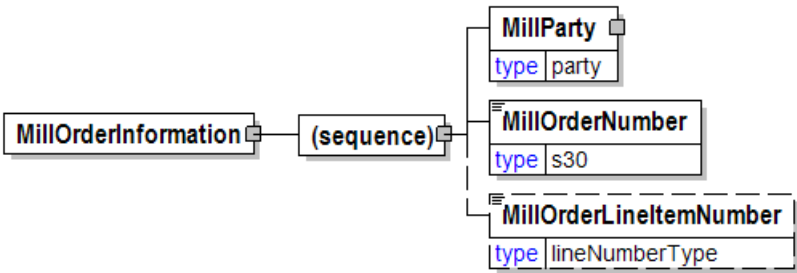 MillParty
type party
MillOrderInformation
(sequence)
MillOrderNumber
type s30
MillOrderLineItemNumber
type lineNumberType